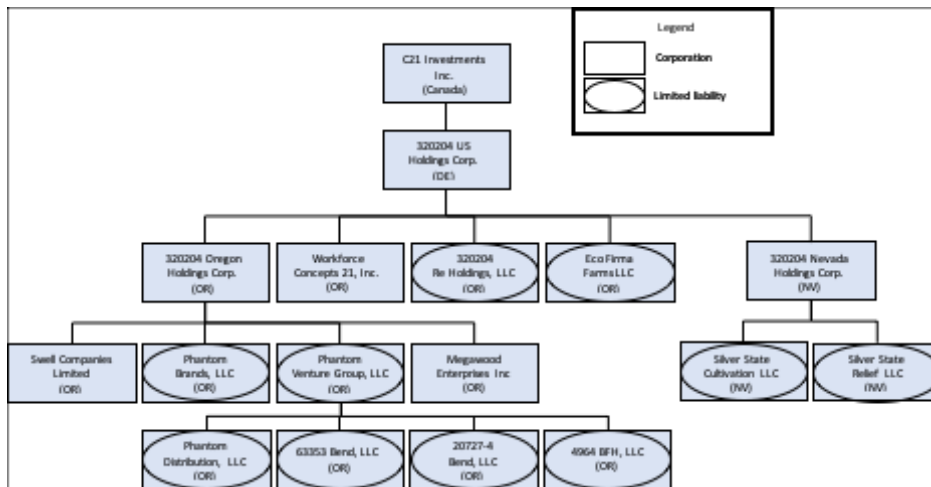 Legend
Corporation
Limited liability
C21 Investments
Inc.
(Canada)
320204 US
Holdings Corp.
(DE)
320204 Oregon
Holdings Corp.
(OR)
Workforce
Concepts 21, Inc.
(OR)
320204
Re Holdings, LLC
(OR)
Eco Firma
Farms LLC
(OR)
320204 Nevada
Holdings Corp.
(NV)
Swell Companies
Limited
(OR)
Phantom
Brands, LLC
(OR)
Phantom
Venture Group, LLC
(OR)
Megawood
Enterprises Inc
(OR)
Silver State
Cultivation LLC
(NV)
Silver State
Relief LLC
(NV)
Phantom
Distribution, LLC
(OR)
63353 Bend, LLC
(OR)
20727-4
Bend, LLC
(OR)
4964 BFH, LLC
(OR)